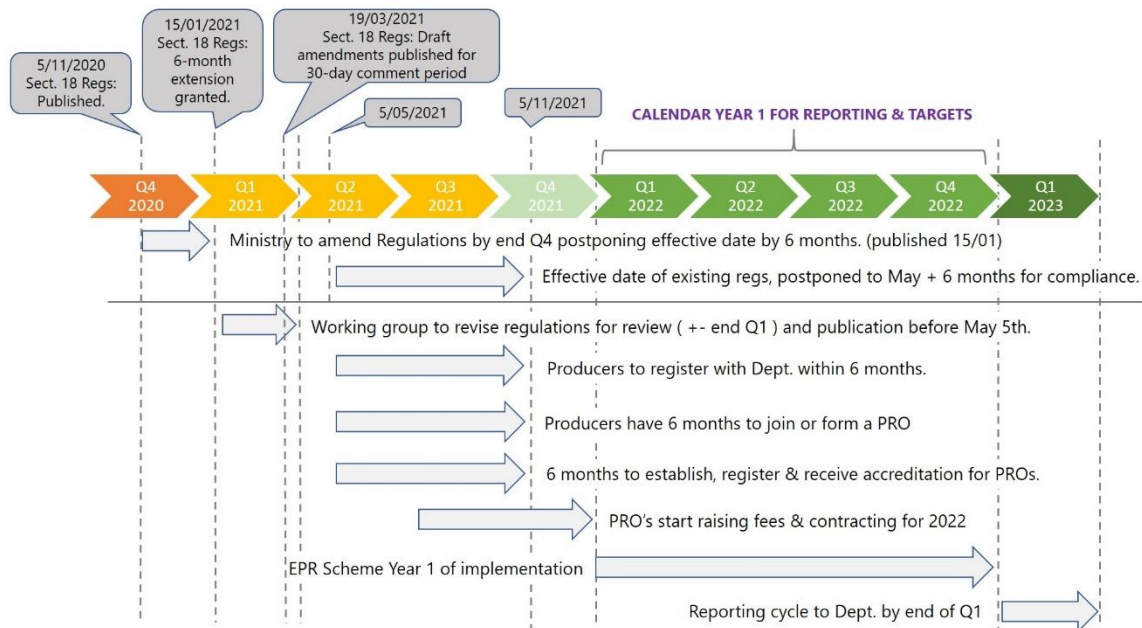 5/11/2020
Sect. 18 Regs:
Published.
15/01/2021
Sect. 18 Regs:
6-month
extension
granted.
19/03/2021
Sect. 18 Regs: Draft
amendments published for
30-day comment period
5/05/2021
5/11/2021
CALENDAR YEAR 1 FOR REPORTING & TARGETS
Q4
2020
Q1
2021
Q2
2021
Q3
2021
Q4
2021
Q1
2022
Q2
2022
Q3
2022
Q4
2022
Q1
2023
Ministry to amend Regulations by end Q4 postponing effective date by 6 months. (published 15/01)
Effective date of existing regs, postponed to May + 6 months for compliance.
Working group to revise regulations for review ( +- end Q1 ) and publication before May 5th.
Producers to register with Dept. within 6 months.
Producers have 6 months to join or form a PRO
6 months to establish, register & receive accreditation for PROs.
PRO's start raising fees & contracting for 2022
EPR Scheme Year 1 of implementation
Reporting cycle to Dept. by end of Q1